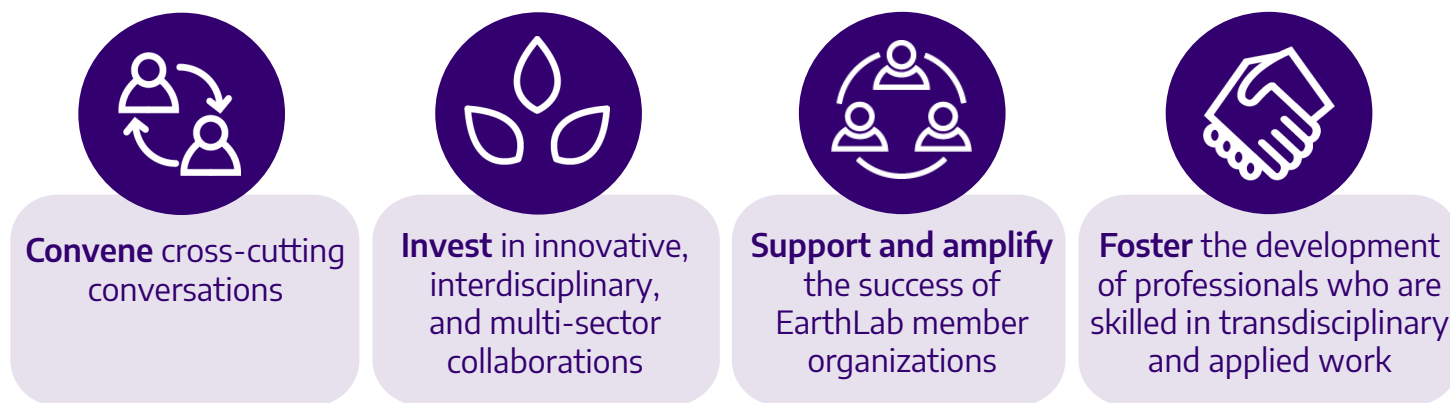 Convene cross-cutting
conversations
Invest in innovative,
interdisciplinary,
and multi-sector
collaborations
Support and amplify
the success of
EarthLab member
organizations
Foster the development
of professionals who are
skilled in transdisciplinary
and applied work